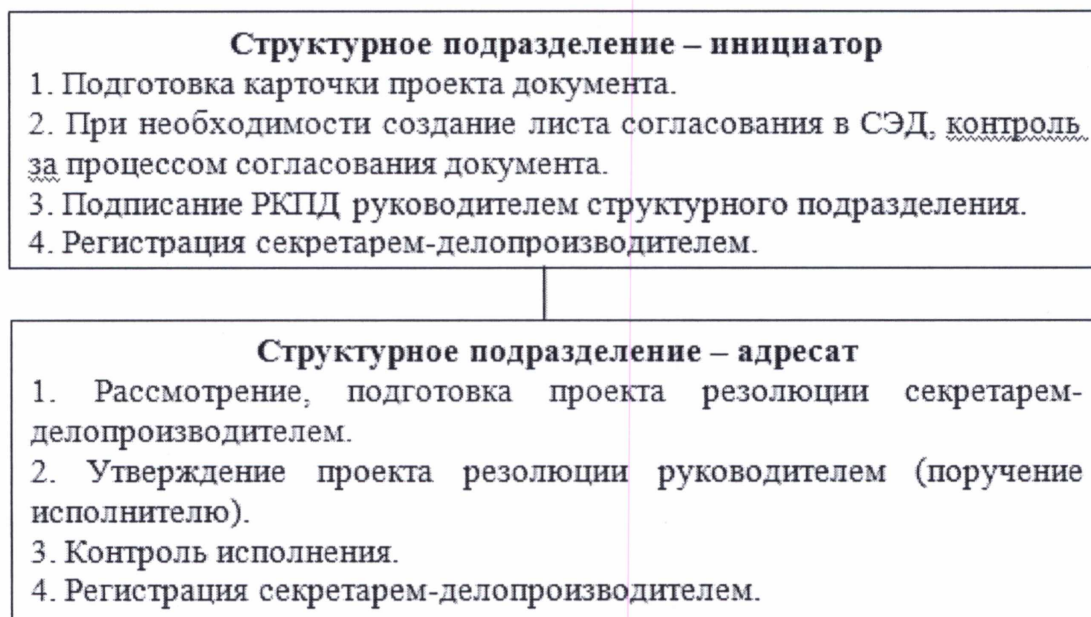 Структурное подразделение – инициатор
1. Подготовка карточки проекта документа.
2. При необходимости создание листа согласования в СЭД, контроль
за процессом согласования документа.
3. Подписание РКПД руководителем структурного подразделения.
4. Регистрация секретарем-делопроизводителем.
Структурное подразделение – адресат
1. Рассмотрение, подготовка проекта резолюции секретарем-
делопроизводителем.
2. Утверждение проекта резолюции руководителем (поручение
исполнителю).
3. Контроль исполнения.
4. Регистрация секретарем-делопроизводителем.